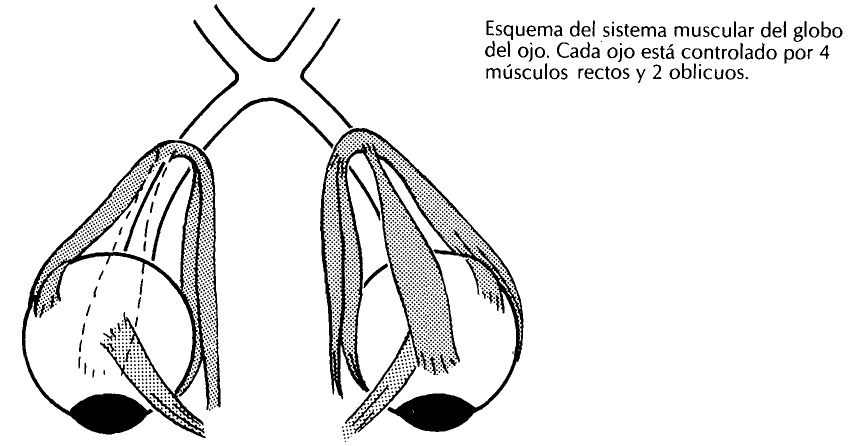 Esquema del sistema muscular del globo
del ojo. Cada ojo está controlado por 4
músculos rectos y 2 oblicuos.